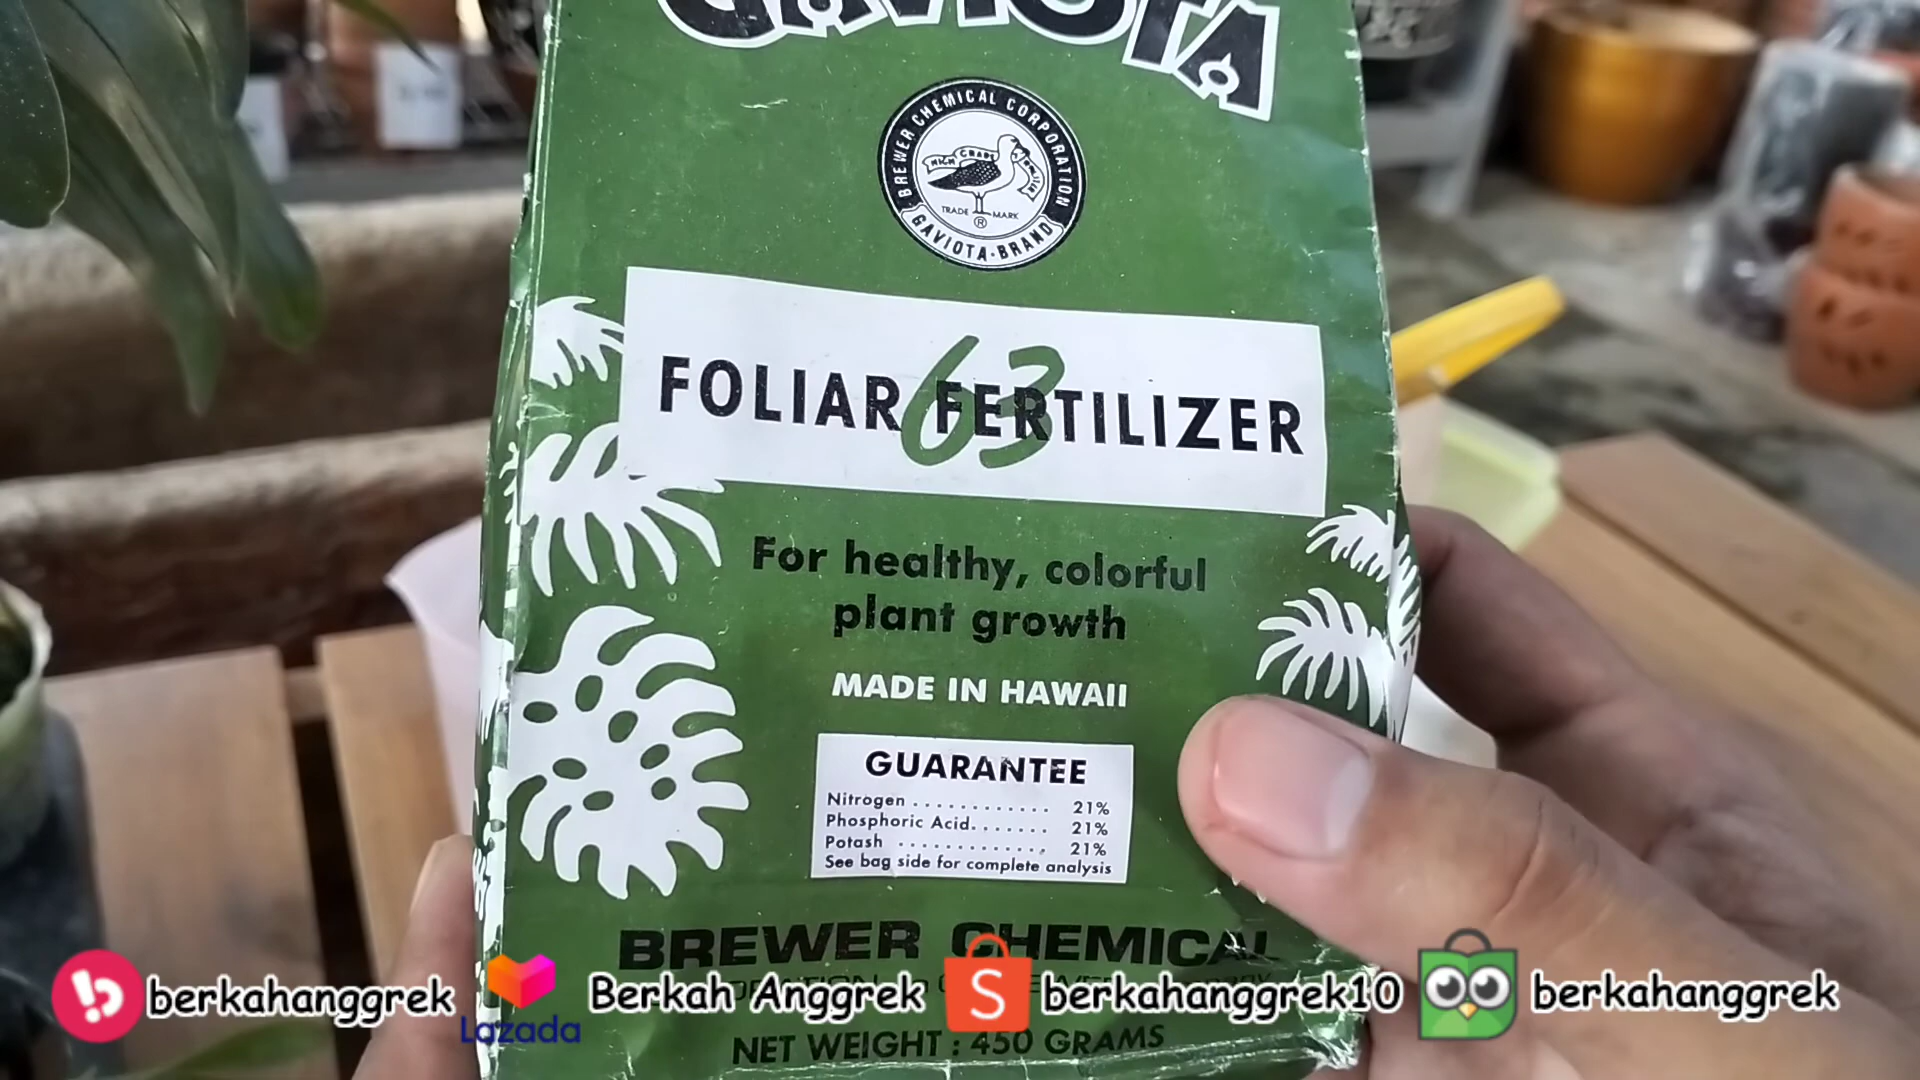 GAVIOTA
BREWER CHEMICAL CORPORATION
HIGH GRADE
TRADE MARK
®
GAVIOTA · BRAND
63
FOLIAR FERTILIZER
For healthy, colorful
plant growth
MADE IN HAWAII
GUARANTEE
Nitrogen ............ 21%
Phosphoric Acid....... 21%
Potash ............. 21%
See bag side for complete analysis
BREWER CHEMICAL
NET WEIGHT : 450 GRAMS
berkahanggrek
Lazada
Berkah Anggrek
S
berkahanggrek10
berkahanggrek